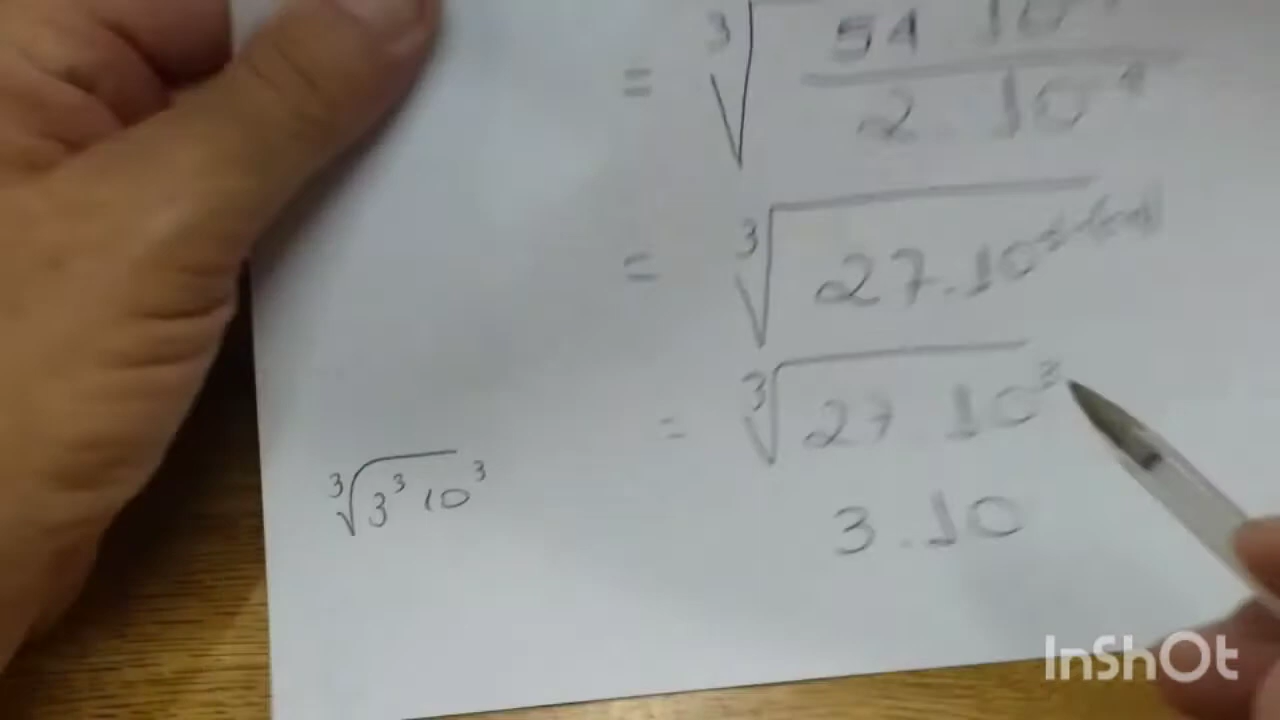 = ∛ 54 10
2 . 10
= ∛ 27.10
= ∛ 27 10³
∛ 3³ 10³
3.10
InShOt